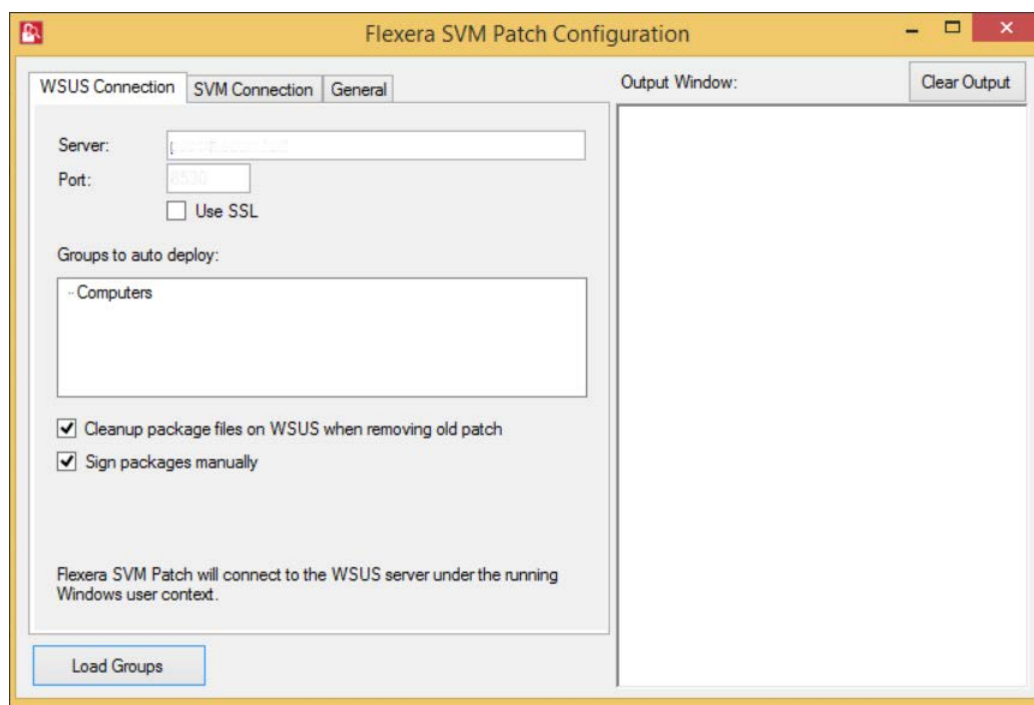 Flexera SVM Patch Configuration
WSUS Connection
SVM Connection
General
Output Window:
Clear Output
Server:
Port:
8530
Use SSL
Groups to auto deploy:
Computers
Cleanup package files on WSUS when removing old patch
Sign packages manually
Flexera SVM Patch will connect to the WSUS server under the running
Windows user context.
Load Groups